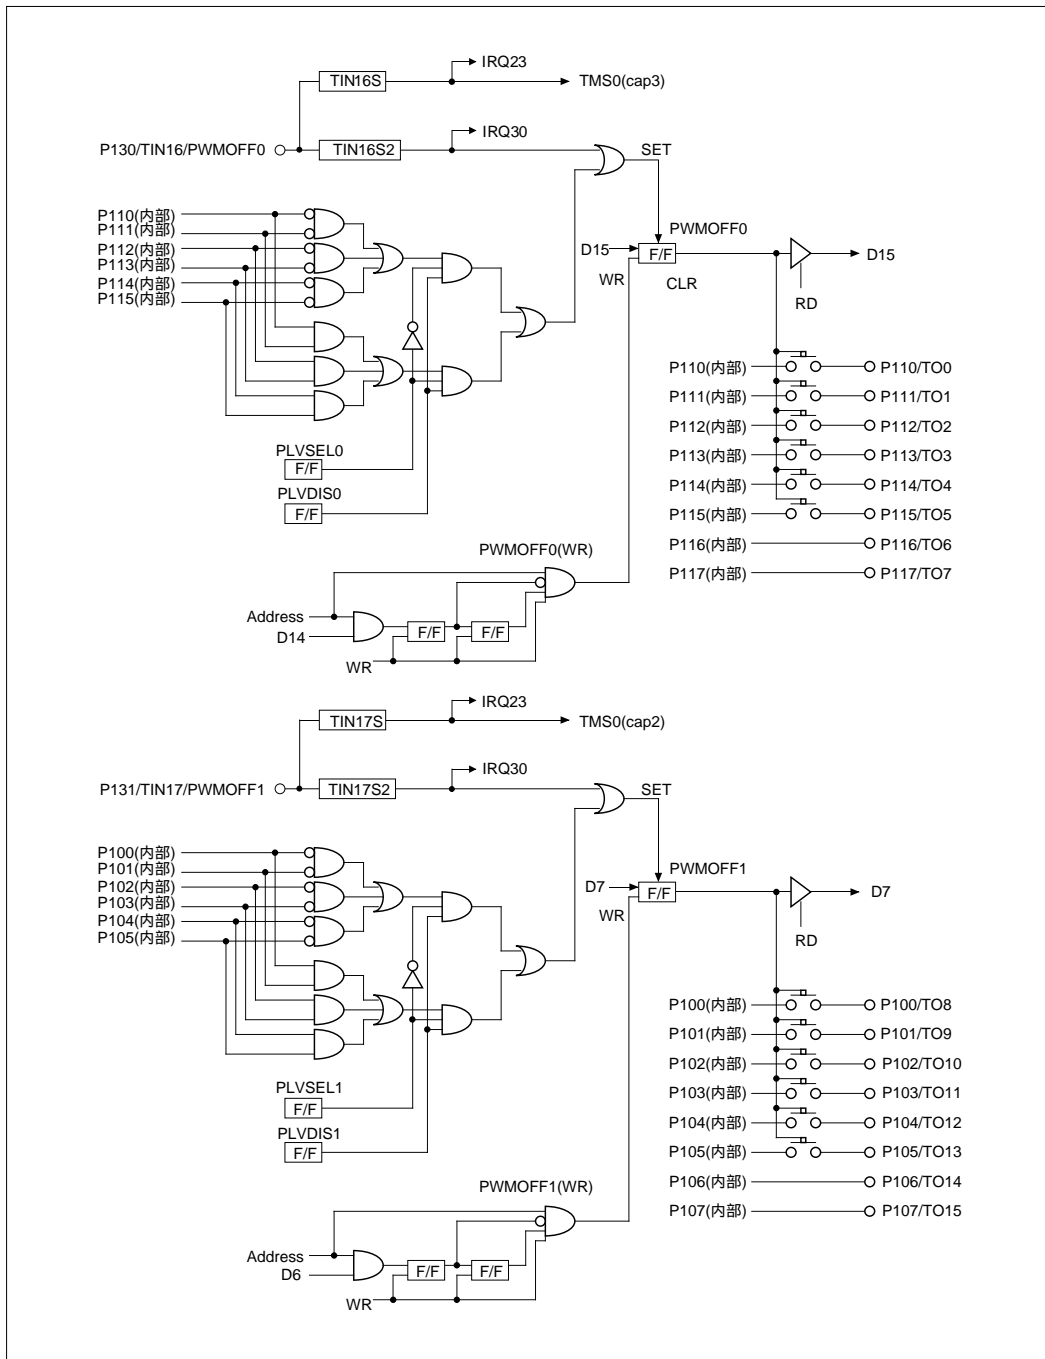 IRQ23
TIN16S
TMS0(cap3)
IRQ30
P130/TIN16/PWMOFF0
TIN16S2
SET
P110(内部)
P111(内部)
P112(内部)
P113(内部)
P114(内部)
P115(内部)
PWMOFF0
D15
F/F
D15
WR
CLR
RD
P110(内部)
P110/TO0
P111(内部)
P111/TO1
P112(内部)
P112/TO2
PLVSEL0
F/F
P113(内部)
P113/TO3
P114(内部)
P114/TO4
PLVDIS0
F/F
P115(内部)
P115/TO5
P116(内部)
P116/TO6
PWMOFF0(WR)
P117(内部)
P117/TO7
Address
D14
F/F
F/F
WR
IRQ23
TIN17S
TMS0(cap2)
IRQ30
P131/TIN17/PWMOFF1
TIN17S2
SET
P100(内部)
P101(内部)
P102(内部)
P103(内部)
P104(内部)
P105(内部)
PWMOFF1
D7
F/F
D7
WR
RD
P100(内部)
P100/TO8
P101(内部)
P101/TO9
P102(内部)
P102/TO10
PLVSEL1
F/F
P103(内部)
P103/TO11
P104(内部)
P104/TO12
PLVDIS1
F/F
P105(内部)
P105/TO13
P106(内部)
P106/TO14
PWMOFF1(WR)
P107(内部)
P107/TO15
Address
D6
F/F
F/F
WR